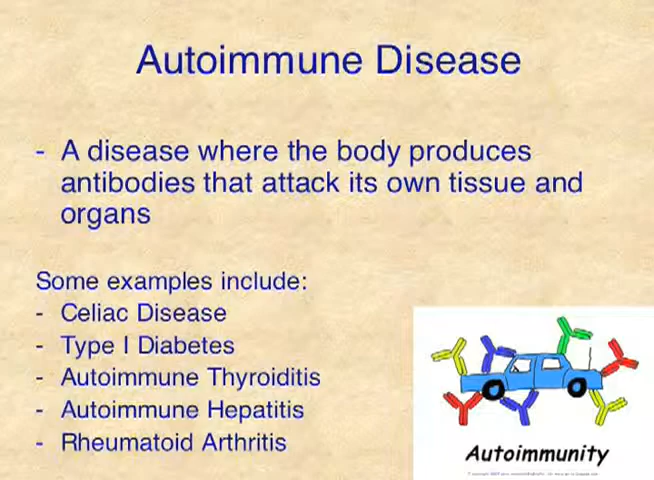 Autoimmune Disease
- A disease where the body produces
antibodies that attack its own tissue and
organs
Some examples include:
- Celiac Disease
- Type I Diabetes
- Autoimmune Thyroiditis
- Autoimmune Hepatitis
- Rheumatoid Arthritis
Autoimmunity